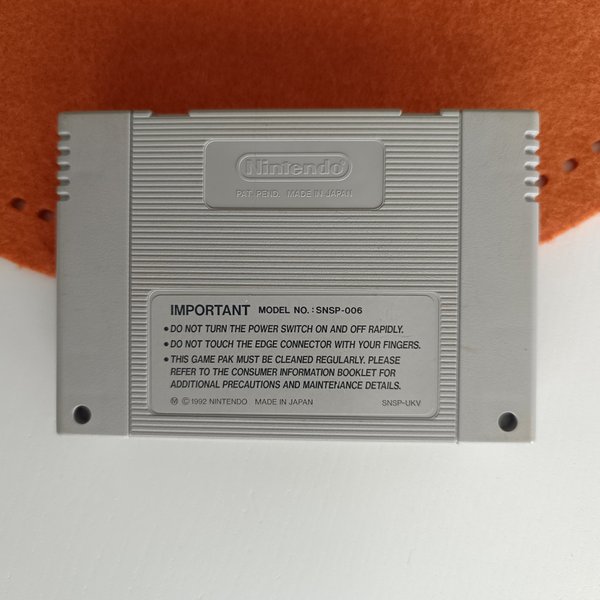 Nintendo
PAT. PEND. MADE IN JAPAN
IMPORTANT MODEL NO.: SNSP-006
• DO NOT TURN THE POWER SWITCH ON AND OFF RAPIDLY.
• DO NOT TOUCH THE EDGE CONNECTOR WITH YOUR FINGERS.
• THIS GAME PAK MUST BE CLEANED REGULARLY. PLEASE
REFER TO THE CONSUMER INFORMATION BOOKLET FOR
ADDITIONAL PRECAUTIONS AND MAINTENANCE DETAILS.
Ⓜ © 1992 NINTENDO MADE IN JAPAN SNSP-UKV